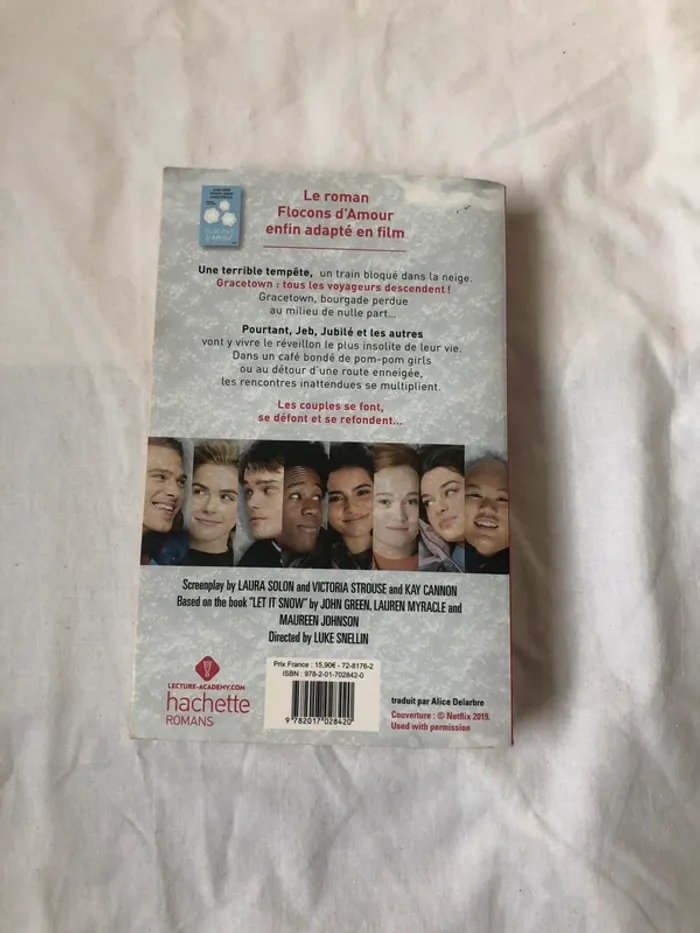 Le roman
Flocons d'Amour
enfin adapté en film
Une terrible tempête, un train bloqué dans la neige.
Gracetown : tous les voyageurs descendent !
Gracetown, bourgade perdue
au milieu de nulle part...
Pourtant, Jeb, Jubilé et les autres
vont y vivre le réveillon le plus insolite de leur vie.
Dans un café bondé de pom-pom girls
ou au détour d'une route enneigée,
les rencontres inattendues se multiplient.
Les couples se font,
se défont et se refondent...
Screenplay by LAURA SOLON and VICTORIA STROUSE and KAY CANNON
Based on the book "LET IT SNOW" by JOHN GREEN, LAUREN MYRACLE and
MAUREEN JOHNSON
Directed by LUKE SNELLIN
LECTURE-ACADEMY.COM
hachette
ROMANS
Prix France : 15,90€ - 72-8176-2
ISBN : 978-2-01-702842-0
9 782017 028420
traduit par Alice Delarbre
Couverture : © Netflix 2019.
Used with permission